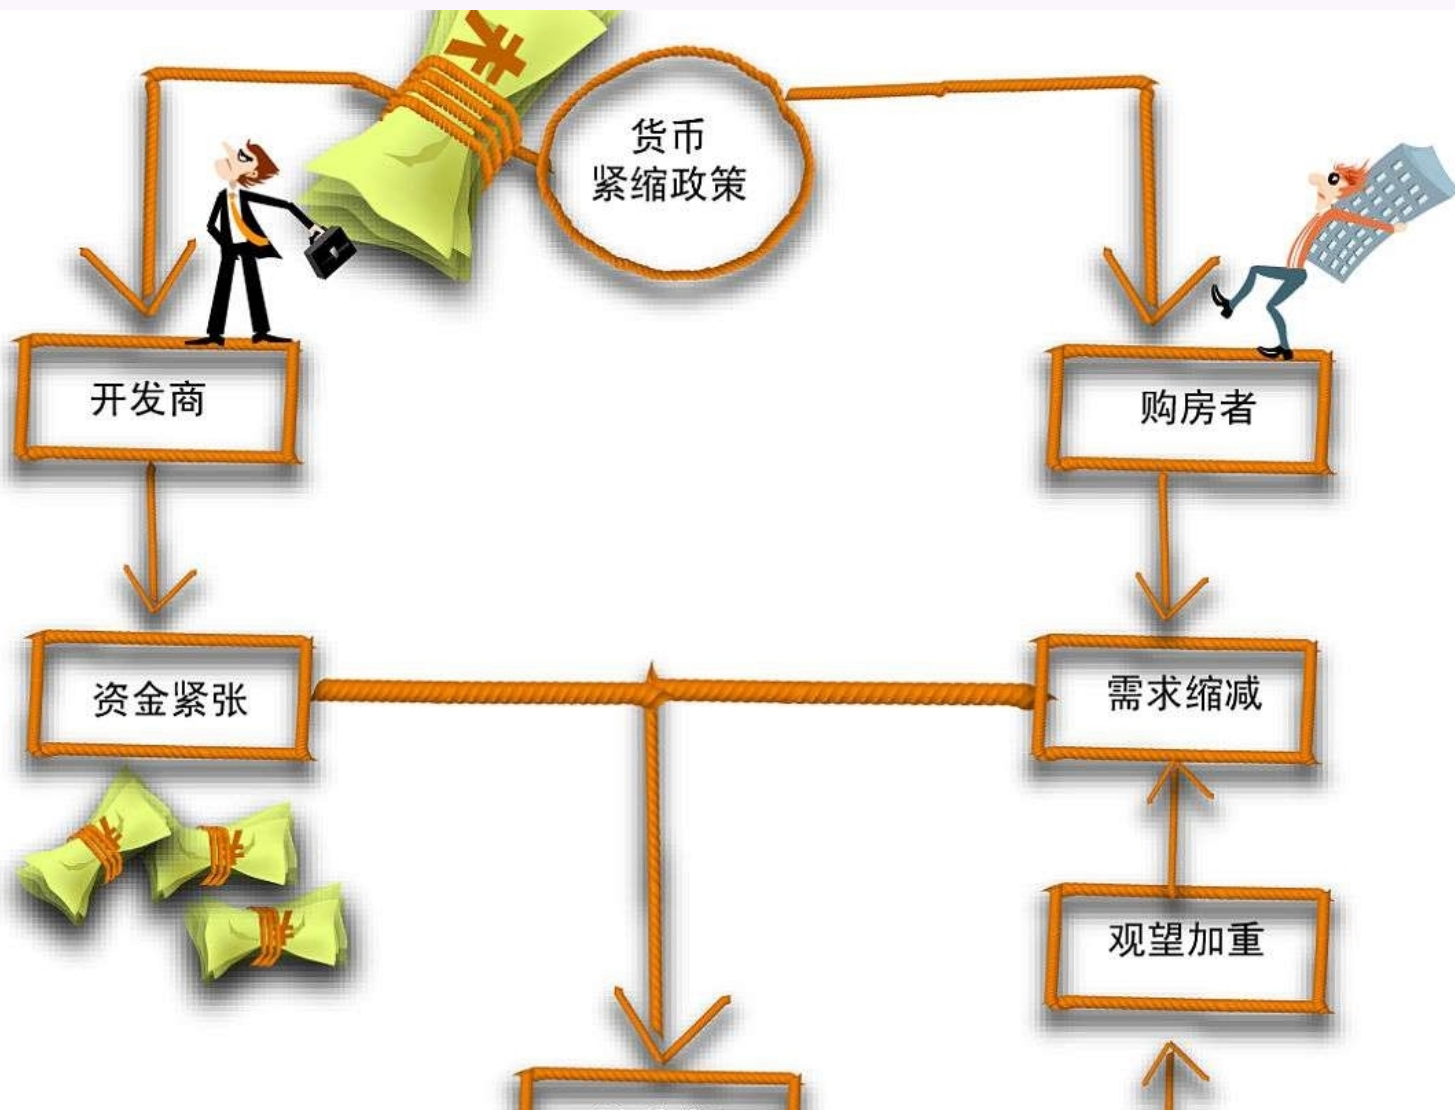 货币
紧缩政策
开发商
购房者
资金紧张
需求缩减
观望加重